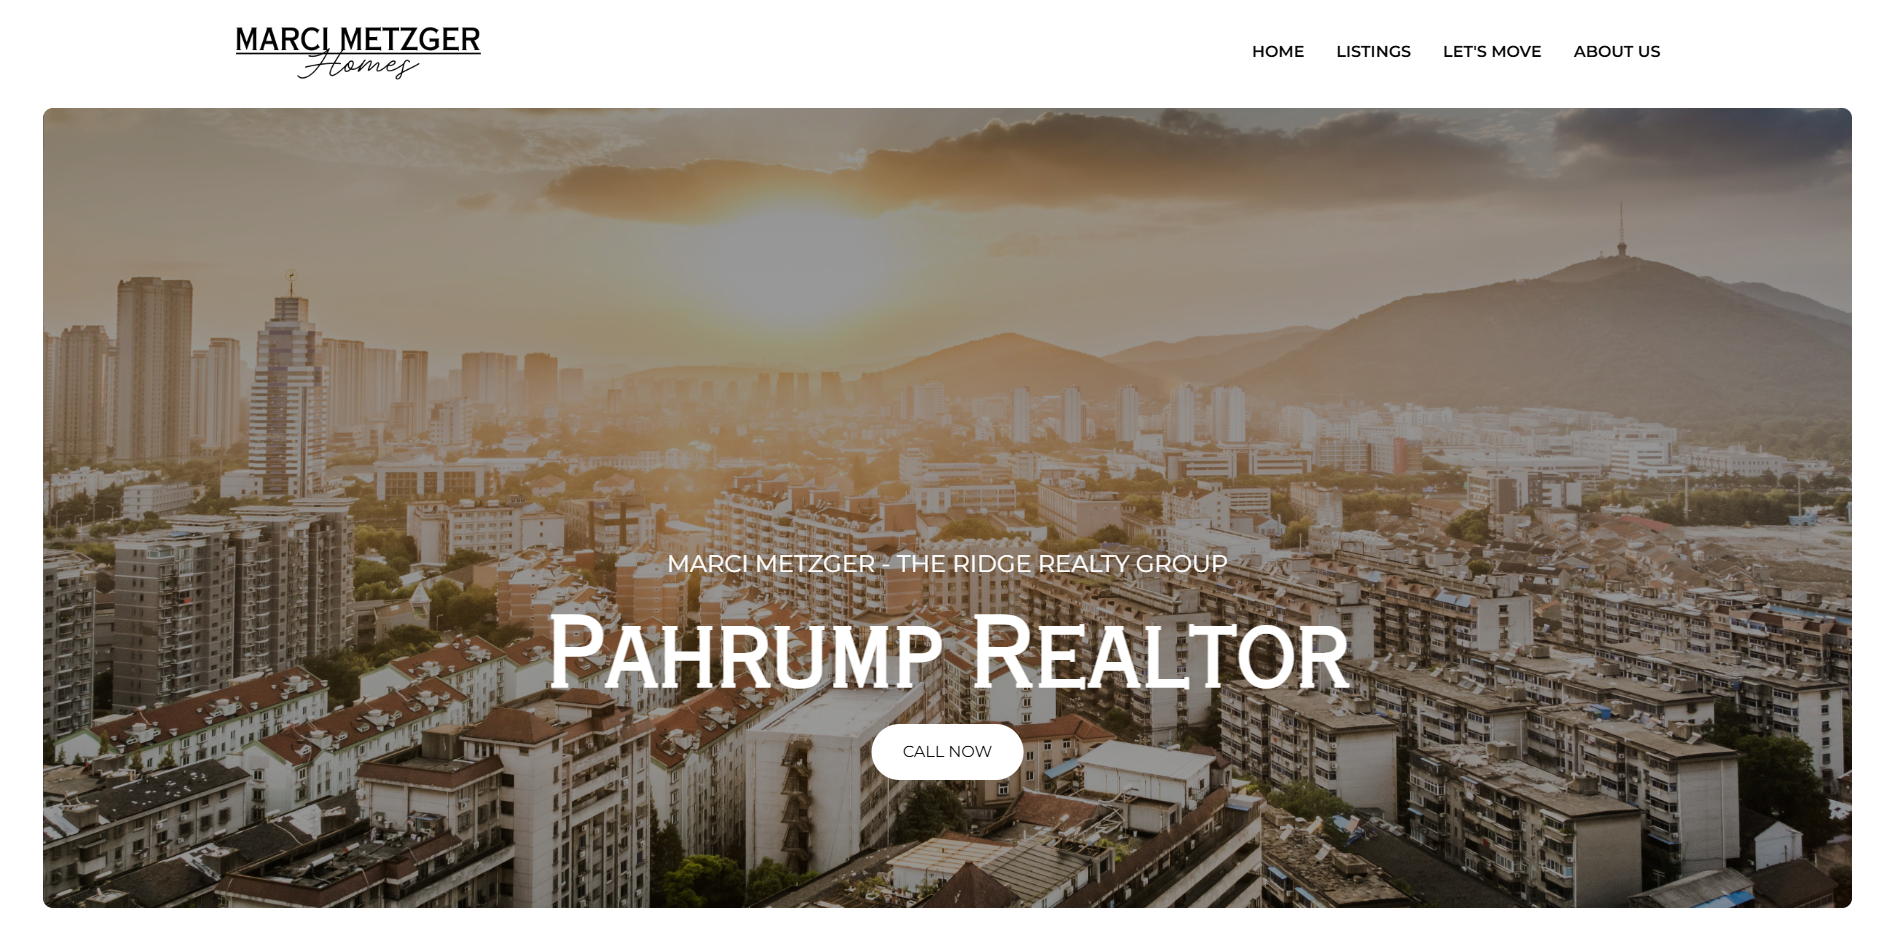 MARCI METZGER
Homes
HOME LISTINGS LET'S MOVE ABOUT US
MARCI METZGER - THE RIDGE REALTY GROUP
PAHRUMP REALTOR
CALL NOW